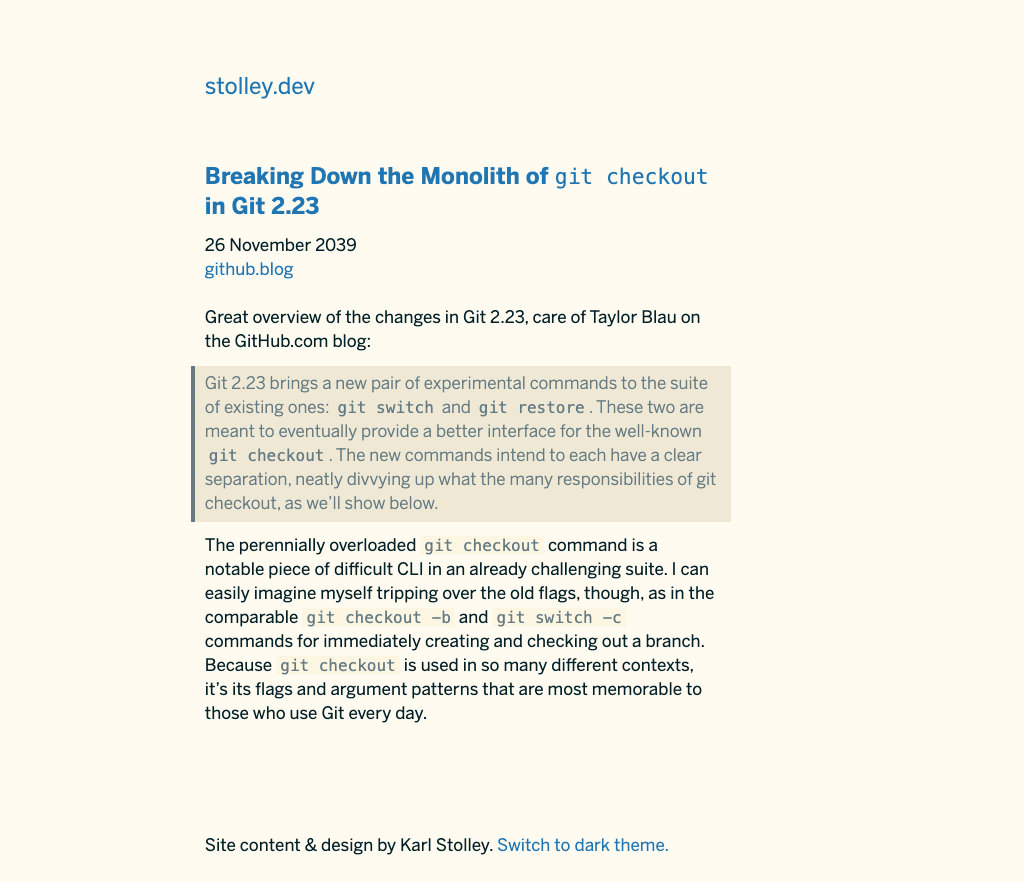 stolley.dev
Breaking Down the Monolith of git checkout
in Git 2.23
26 November 2039
github.blog
Great overview of the changes in Git 2.23, care of Taylor Blau on
the GitHub.com blog:
Git 2.23 brings a new pair of experimental commands to the suite
of existing ones: git switch and git restore. These two are
meant to eventually provide a better interface for the well-known
git checkout. The new commands intend to each have a clear
separation, neatly divvying up what the many responsibilities of git
checkout, as we'll show below.
The perennially overloaded git checkout command is a
notable piece of difficult CLI in an already challenging suite. I can
easily imagine myself tripping over the old flags, though, as in the
comparable git checkout -b and git switch -c
commands for immediately creating and checking out a branch.
Because git checkout is used in so many different contexts,
it’s its flags and argument patterns that are most memorable to
those who use Git every day.
Site content & design by Karl Stolley. Switch to dark theme.